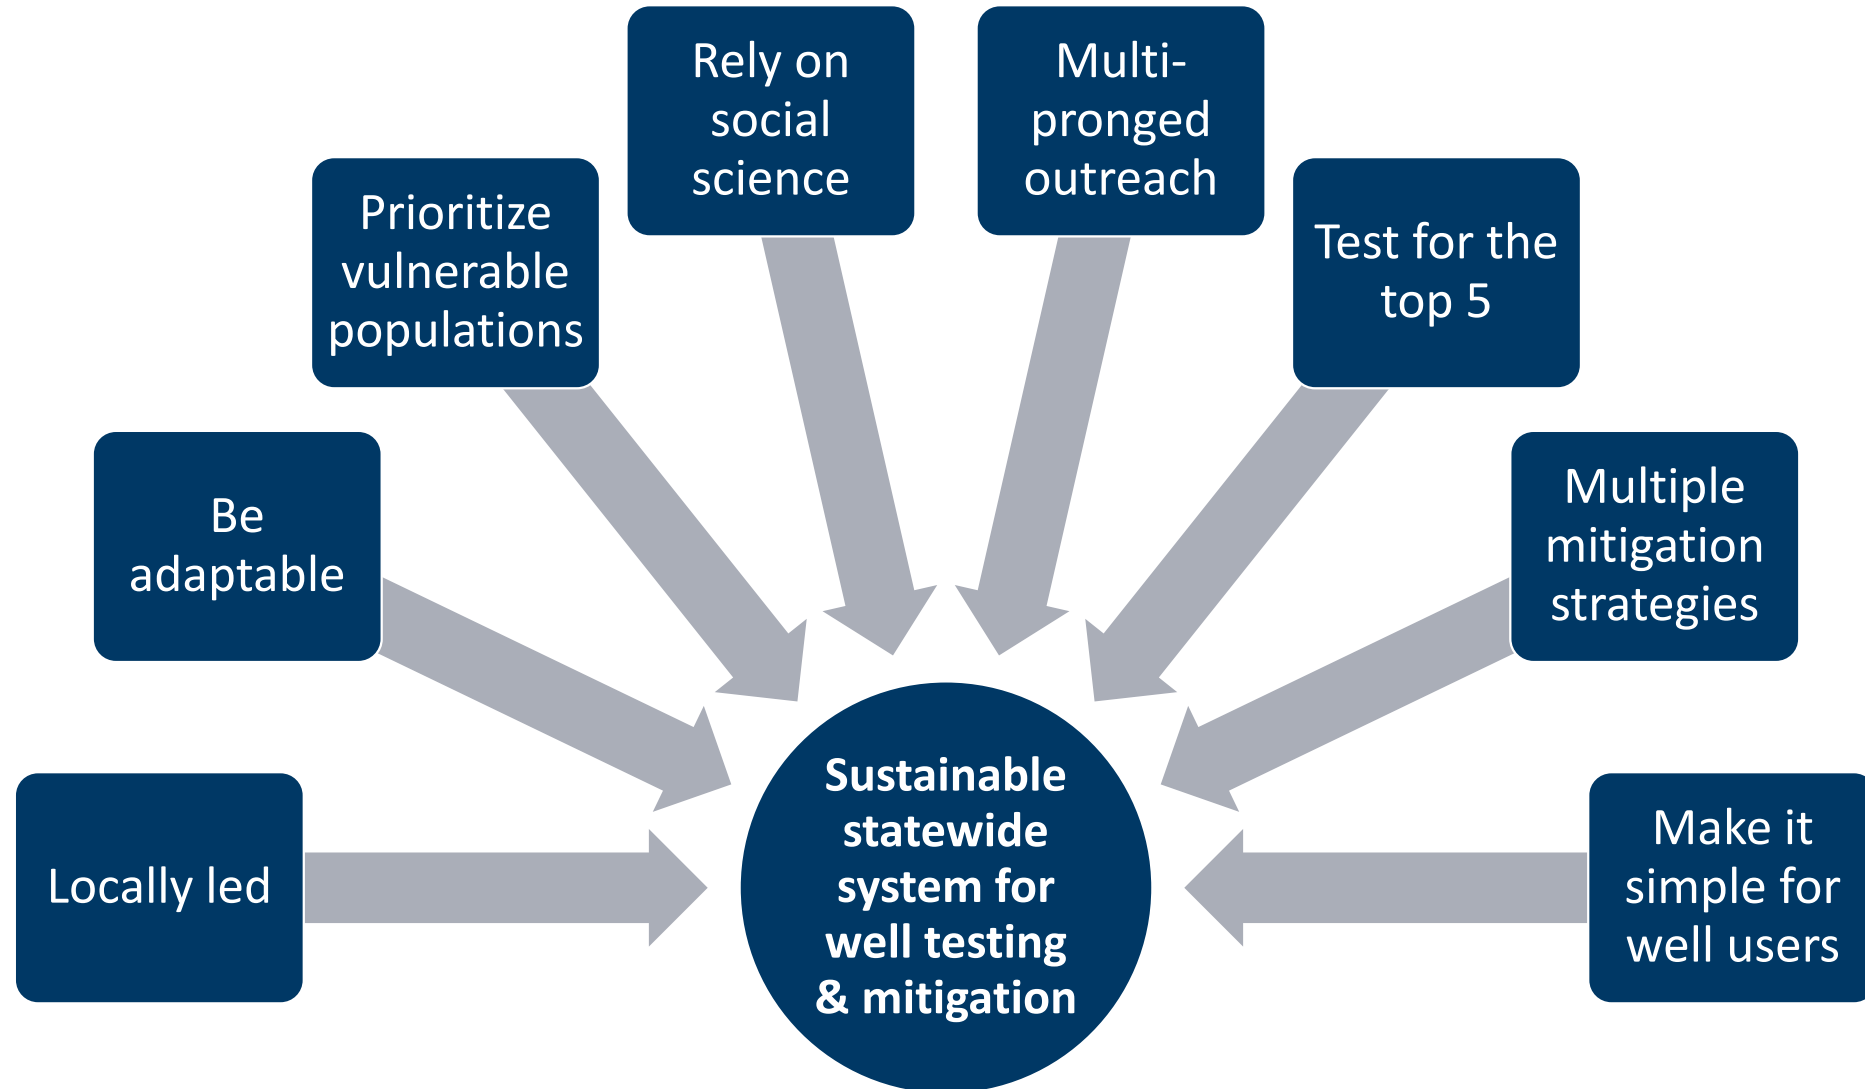 Rely on
social
science
Multi-
pronged
outreach
Prioritize
vulnerable
populations
Test for the
top 5
Be
adaptable
Multiple
mitigation
strategies
Locally led
Sustainable
statewide
system for
well testing
& mitigation
Make it
simple for
well users